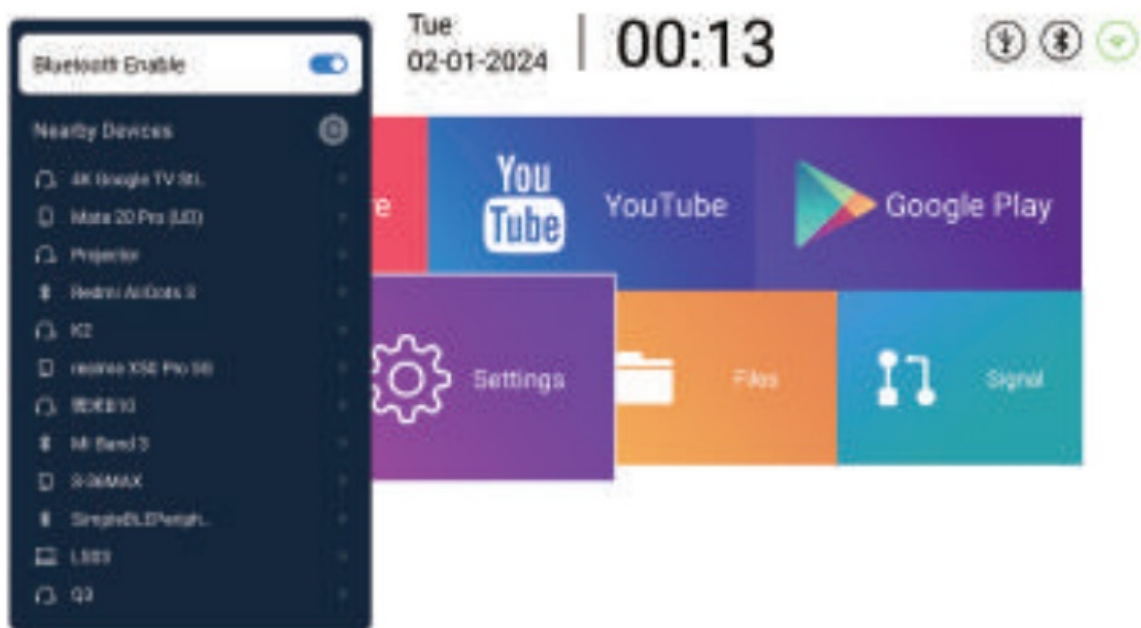 Bluetooth Enable
Nearby Devices
4K Google TV Sti..
Mate 20 Pro (UD)
Projector
Redmi AirDots 3
K2
realme X50 Pro 5G
Mi Band 3
S-36MAX
SimpleBLEPeriph..
Q3
Tue
02-01-2024
00:13
e
You
Tube
YouTube
Google Play
Settings
Files
Signal